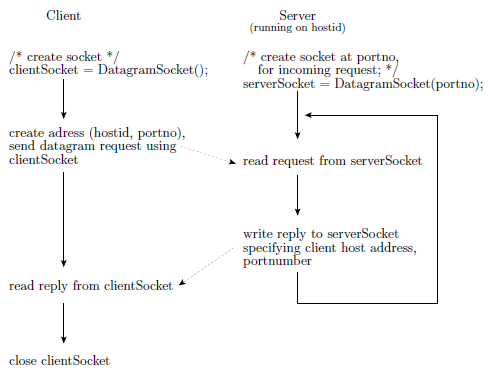 Client
/* create socket */
clientSocket = DatagramSocket();
create adress (hostid, portno),
send datagram request using
clientSocket
read reply from clientSocket
close clientSocket
Server
(running on hostid)
/* create socket at portno,
for incoming request; */
serverSocket = DatagramSocket(portno);
read request from serverSocket
write reply to serverSocket
specifying client host address,
portnumber